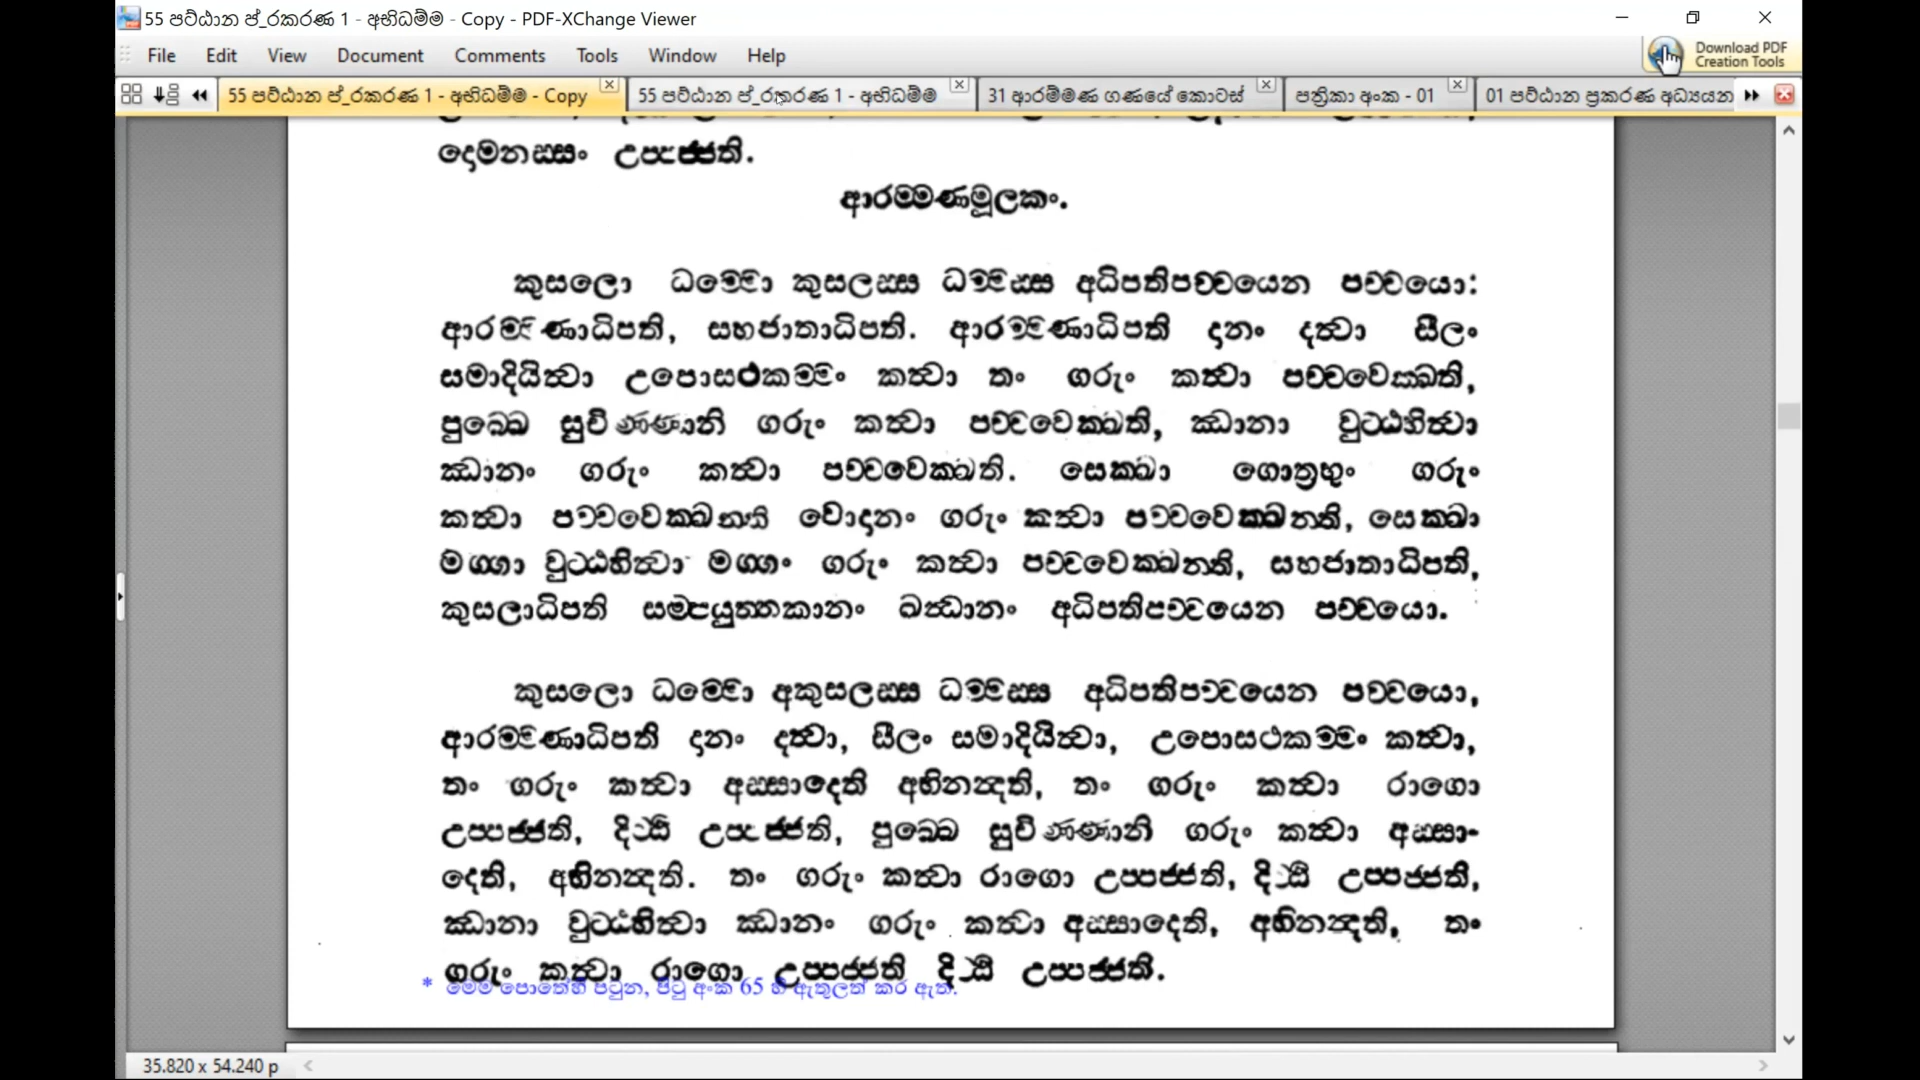 55 පට්ඨාන ප්_රකරණ 1 - අභිධම්ම - Copy - PDF-XChange Viewer
File Edit View Document Comments Tools Window Help
Download PDF
Creation Tools
55 පට්ඨාන ප්_රකරණ 1 - අභිධම්ම - Copy 55 පට්ඨාන ප්_රකරණ 1 - අභිධම්ම 31 ආරම්මණ ගණයේ කොටස් පත්‍රිකා අංක - 01 01 පට්ඨාන ප්‍රකරණ අධ්‍යයන
දොමනස්සං උප්පජ්ජති.
ආරම්මණමූලකං.
කුසලො ධම්මො කුසලස්ස ධම්මස්ස අධිපතිපච්චයෙන පච්චයො:
ආරම්මණාධිපති, සහජාතාධිපති. ආරම්මණාධිපති දානං දත්වා සීලං
සමාදියිත්වා උපොසථකම්මං කත්වා තං ගරුං කත්වා පච්චවෙක්ඛති,
පුබ්බෙ සුචිණ්ණානි ගරුං කත්වා පච්චවෙක්ඛති, ඣානා වුට්ඨහිත්වා
ඣානං ගරුං කත්වා පච්චවෙක්ඛති. සෙක්ඛා ගොත්‍රභුං ගරුං
කත්වා පච්චවෙක්ඛන්ති වොදානං ගරුං කත්වා පච්චවෙක්ඛන්ති, සෙක්ඛා
මග්ගා වුට්ඨහිත්වා මග්ගං ගරුං කත්වා පච්චවෙක්ඛන්ති, සහජාතාධිපති,
කුසලාධිපති සම්පයුත්තකානං ඛන්ධානං අධිපතිපච්චයෙන පච්චයො.
කුසලො ධම්මො අකුසලස්ස ධම්මස්ස අධිපතිපච්චයෙන පච්චයො,
ආරම්මණාධිපති දානං දත්වා, සීලං සමාදියිත්වා, උපොසථකම්මං කත්වා,
තං ගරුං කත්වා අස්සාදෙති අභිනන්දති, තං ගරුං කත්වා රාගො
උප්පජ්ජති, දිට්ඨි උප්පජ්ජති, පුබ්බෙ සුචිණ්ණානි ගරුං කත්වා අස්සා-
දෙති, අභිනන්දති. තං ගරුං කත්වා රාගො උප්පජ්ජති, දිට්ඨි උප්පජ්ජති,
ඣානා වුට්ඨහිත්වා ඣානං ගරුං කත්වා අස්සාදෙති, අභිනන්දති, තං
ගරුං කත්වා රාගො උප්පජ්ජති දිට්ඨි උප්පජ්ජති.
* මෙම පොතෙහි පටුන, පිටු අංක 65 හි ඇතුලත් කර ඇත.
35.820 x 54.240 p